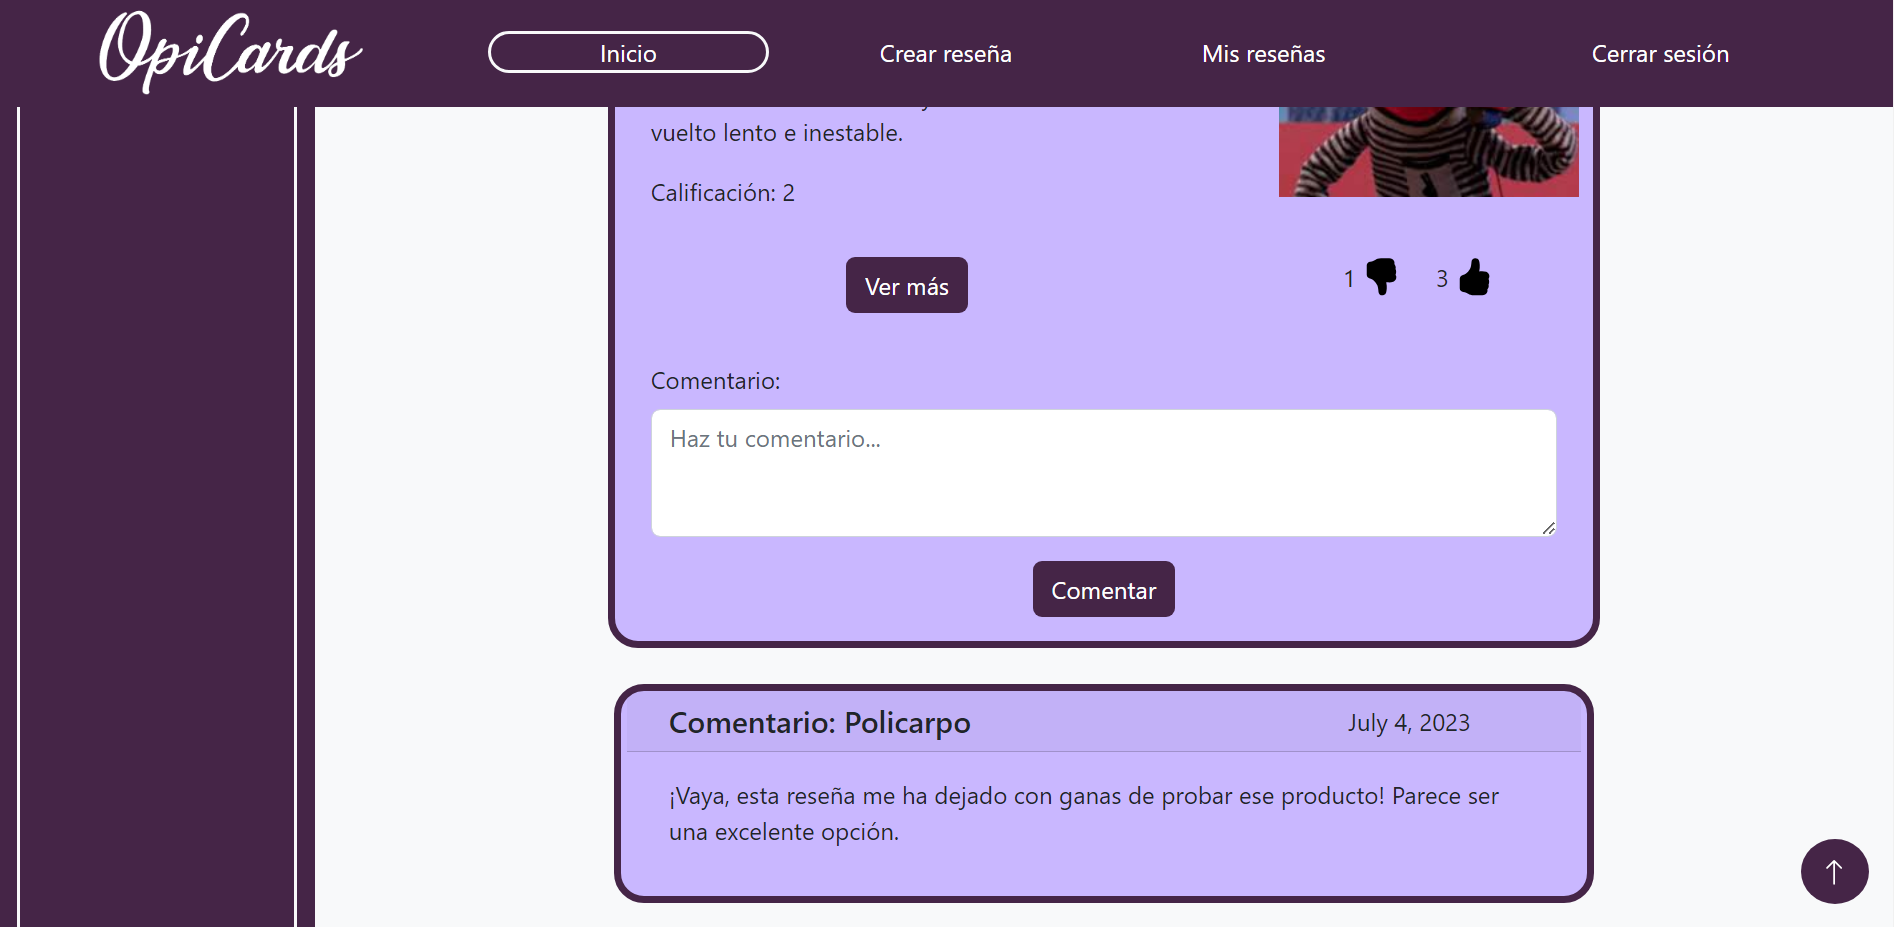 OpiCards
Inicio
Crear reseña
Mis reseñas
Cerrar sesión
vuelto lento e inestable.
Calificación: 2
Ver más
1
3
Comentario:
Haz tu comentario...
Comentar
Comentario: Policarpo
July 4, 2023
¡Vaya, esta reseña me ha dejado con ganas de probar ese producto! Parece ser
una excelente opción.